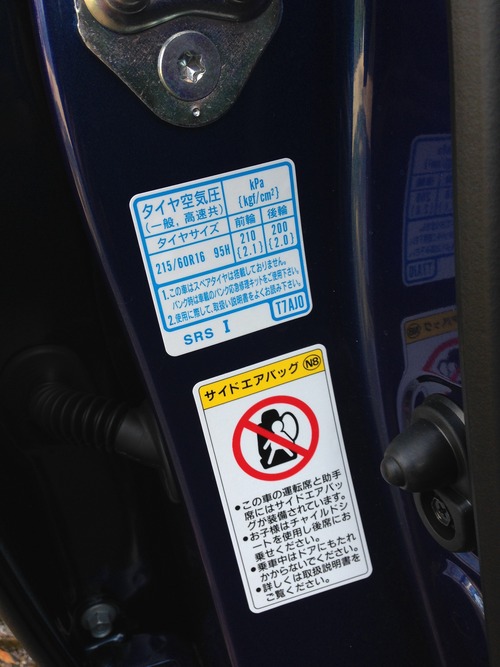 タイヤ空気圧
(一般,高速共)
kPa
{kgf/cm²}
タイヤサイズ
前輪
後輪
215/60R16 95H
210
{2.1}
200
{2.0}
1.この車はスペアタイヤは搭載しておりません。
パンク時は車載のパンク応急修理キットをご使用下さい。
2.使用に際して、取扱い説明書をよくお読み下さい。
T7AJ0
SRS I
サイドエアバッグ N8
●この車の運転席と助手
席にはサイドエアバッ
グが装備されています。
●お子様はチャイルドシ
ートを使用し後席にお
乗せください。
●乗車中はドアにもたれ
かからないでください。
●詳しくは取扱説明書を
ご覧ください。